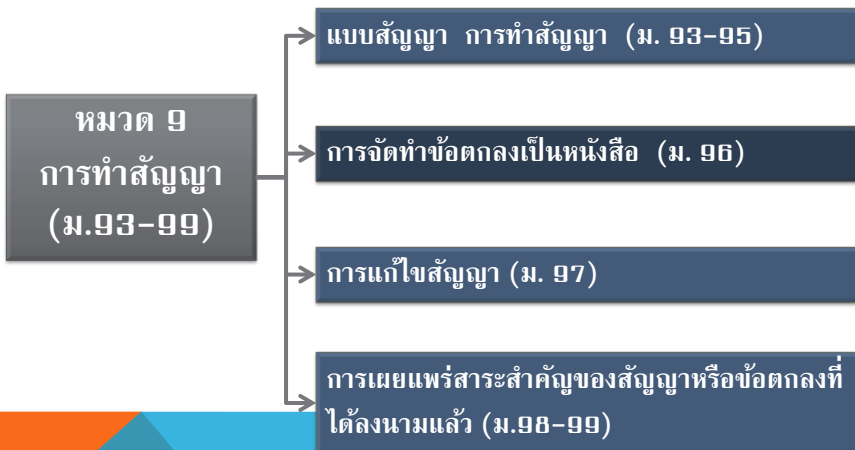 หมวด 9
การทำสัญญา
(ม.93-99)
แบบสัญญา การทำสัญญา (ม. 93-95)
การจัดทำข้อตกลงเป็นหนังสือ (ม. 96)
การแก้ไขสัญญา (ม. 97)
การเผยแพร่สาระสำคัญของสัญญาหรือข้อตกลงที่
ได้ลงนามแล้ว (ม.98-99)